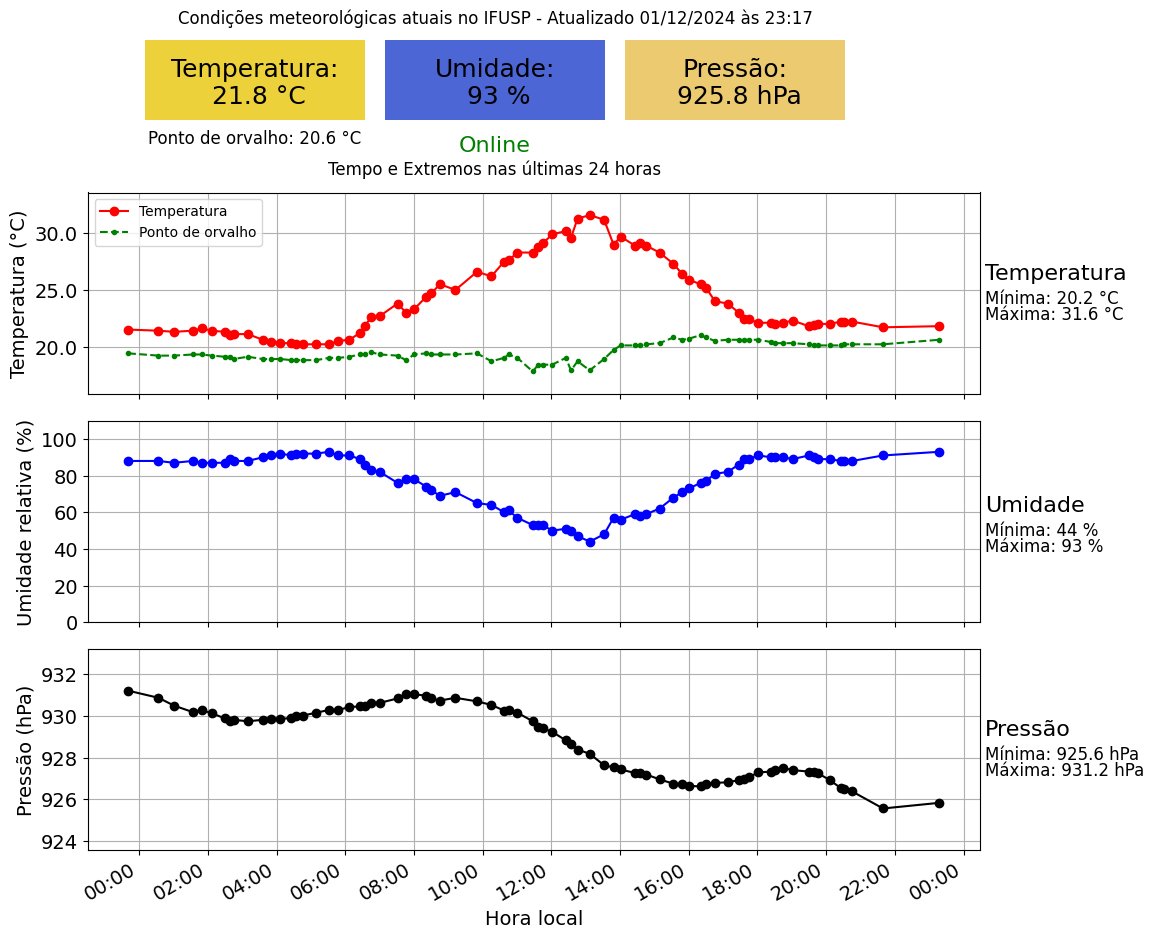 Condições meteorológicas atuais no IFUSP - Atualizado 01/12/2024 às 23:17
Temperatura:
21.8 °C
Umidade:
93 %
Pressão:
925.8 hPa
Ponto de orvalho: 20.6 °C
Online
Tempo e Extremos nas últimas 24 horas
Temperatura (°C)
30.0
25.0
20.0
Temperatura
Ponto de orvalho
Temperatura
Mínima: 20.2 °C
Máxima: 31.6 °C
Umidade relativa (%)
100
80
60
40
20
0
Umidade
Mínima: 44 %
Máxima: 93 %
Pressão (hPa)
932
930
928
926
924
Pressão
Mínima: 925.6 hPa
Máxima: 931.2 hPa
00:00 02:00 04:00 06:00 08:00 10:00 12:00 14:00 16:00 18:00 20:00 22:00 00:00
Hora local